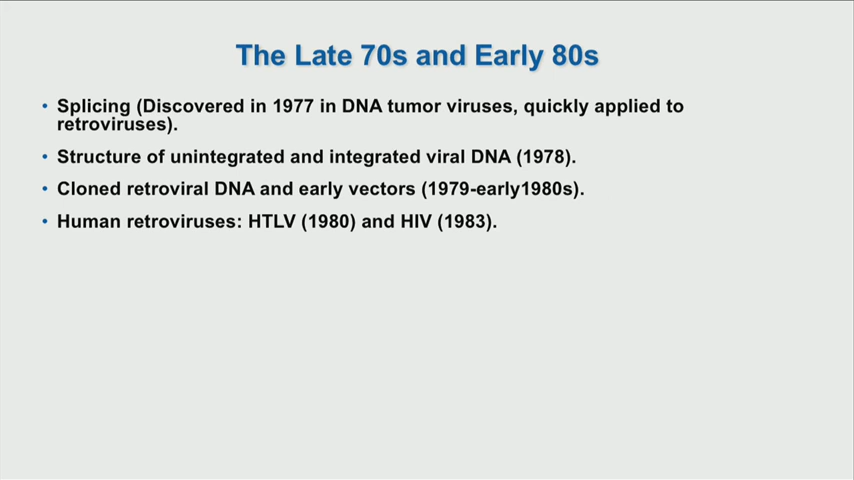 The Late 70s and Early 80s
• Splicing (Discovered in 1977 in DNA tumor viruses, quickly applied to
retroviruses).
• Structure of unintegrated and integrated viral DNA (1978).
• Cloned retroviral DNA and early vectors (1979-early1980s).
• Human retroviruses: HTLV (1980) and HIV (1983).